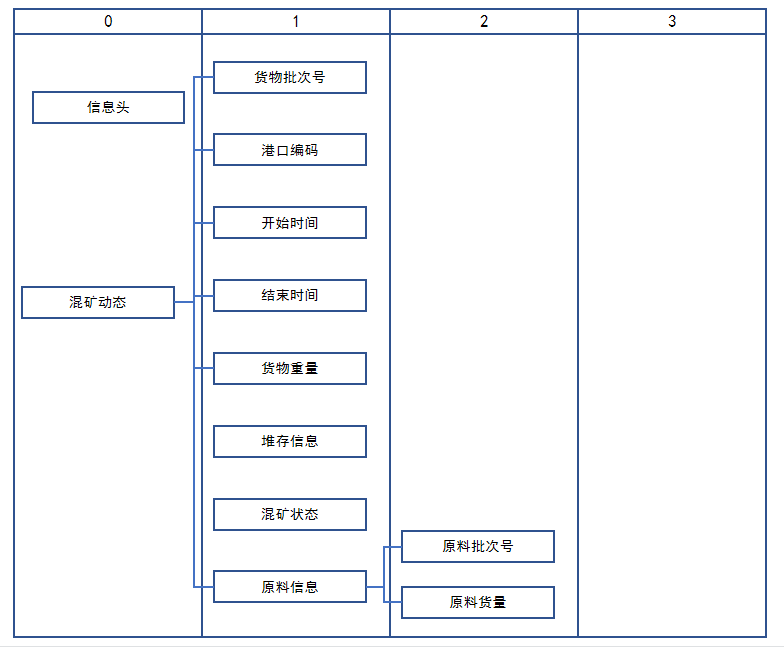 0
1
2
3
信息头
混矿动态
货物批次号
港口编码
开始时间
结束时间
货物重量
堆存信息
混矿状态
原料信息
原料批次号
原料货量